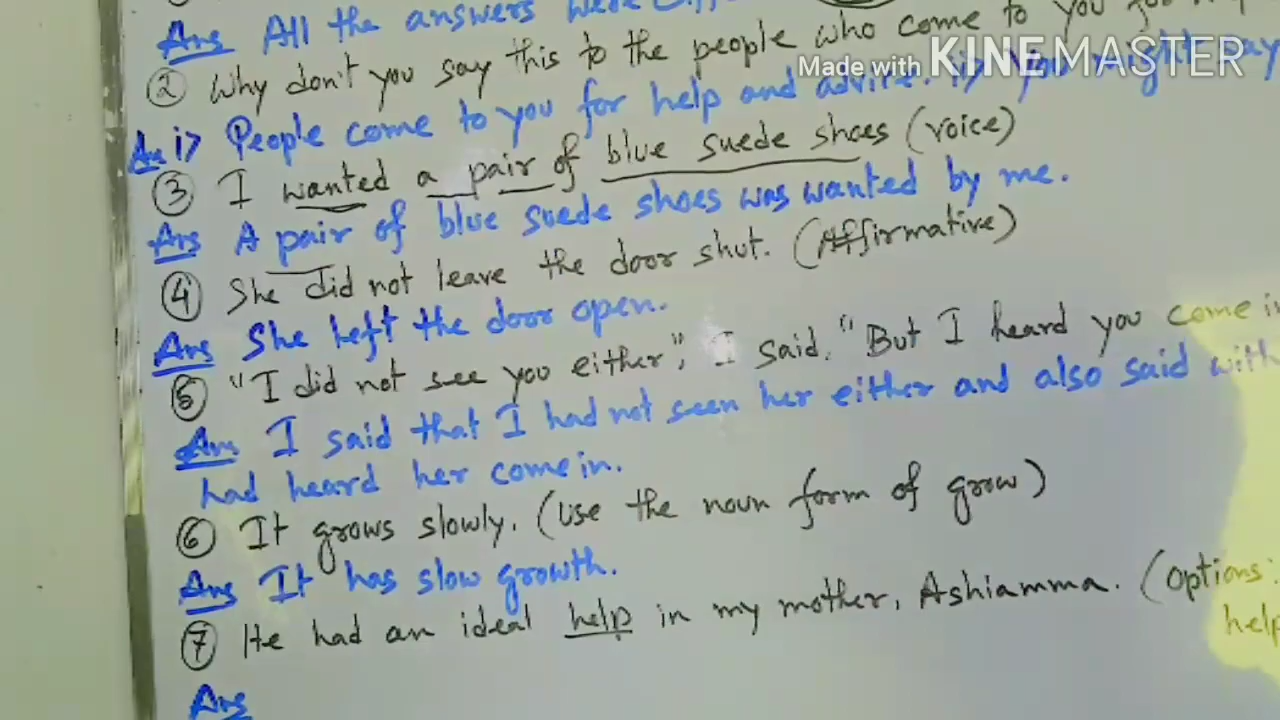 Ans All the answers were
② Why don't you say this to the people who come to you for
Made with KINEMASTER
Ans i> People come to you for help and advice. ii> You might say
③ I wanted a pair of blue suede shoes (voice)
Ans A pair of blue suede shoes was wanted by me.
④ She did not leave the door shut. (Affirmative)
Ans She left the door open.
⑤ "I did not see you either", I said. "But I heard you come in
Ans I said that I had not seen her either and also said with
had heard her come in.
⑥ It grows slowly. (Use the noun form of grow)
Ans It has slow growth.
⑦ He had an ideal help in my mother, Ashiamma. (Options:
help
Ans